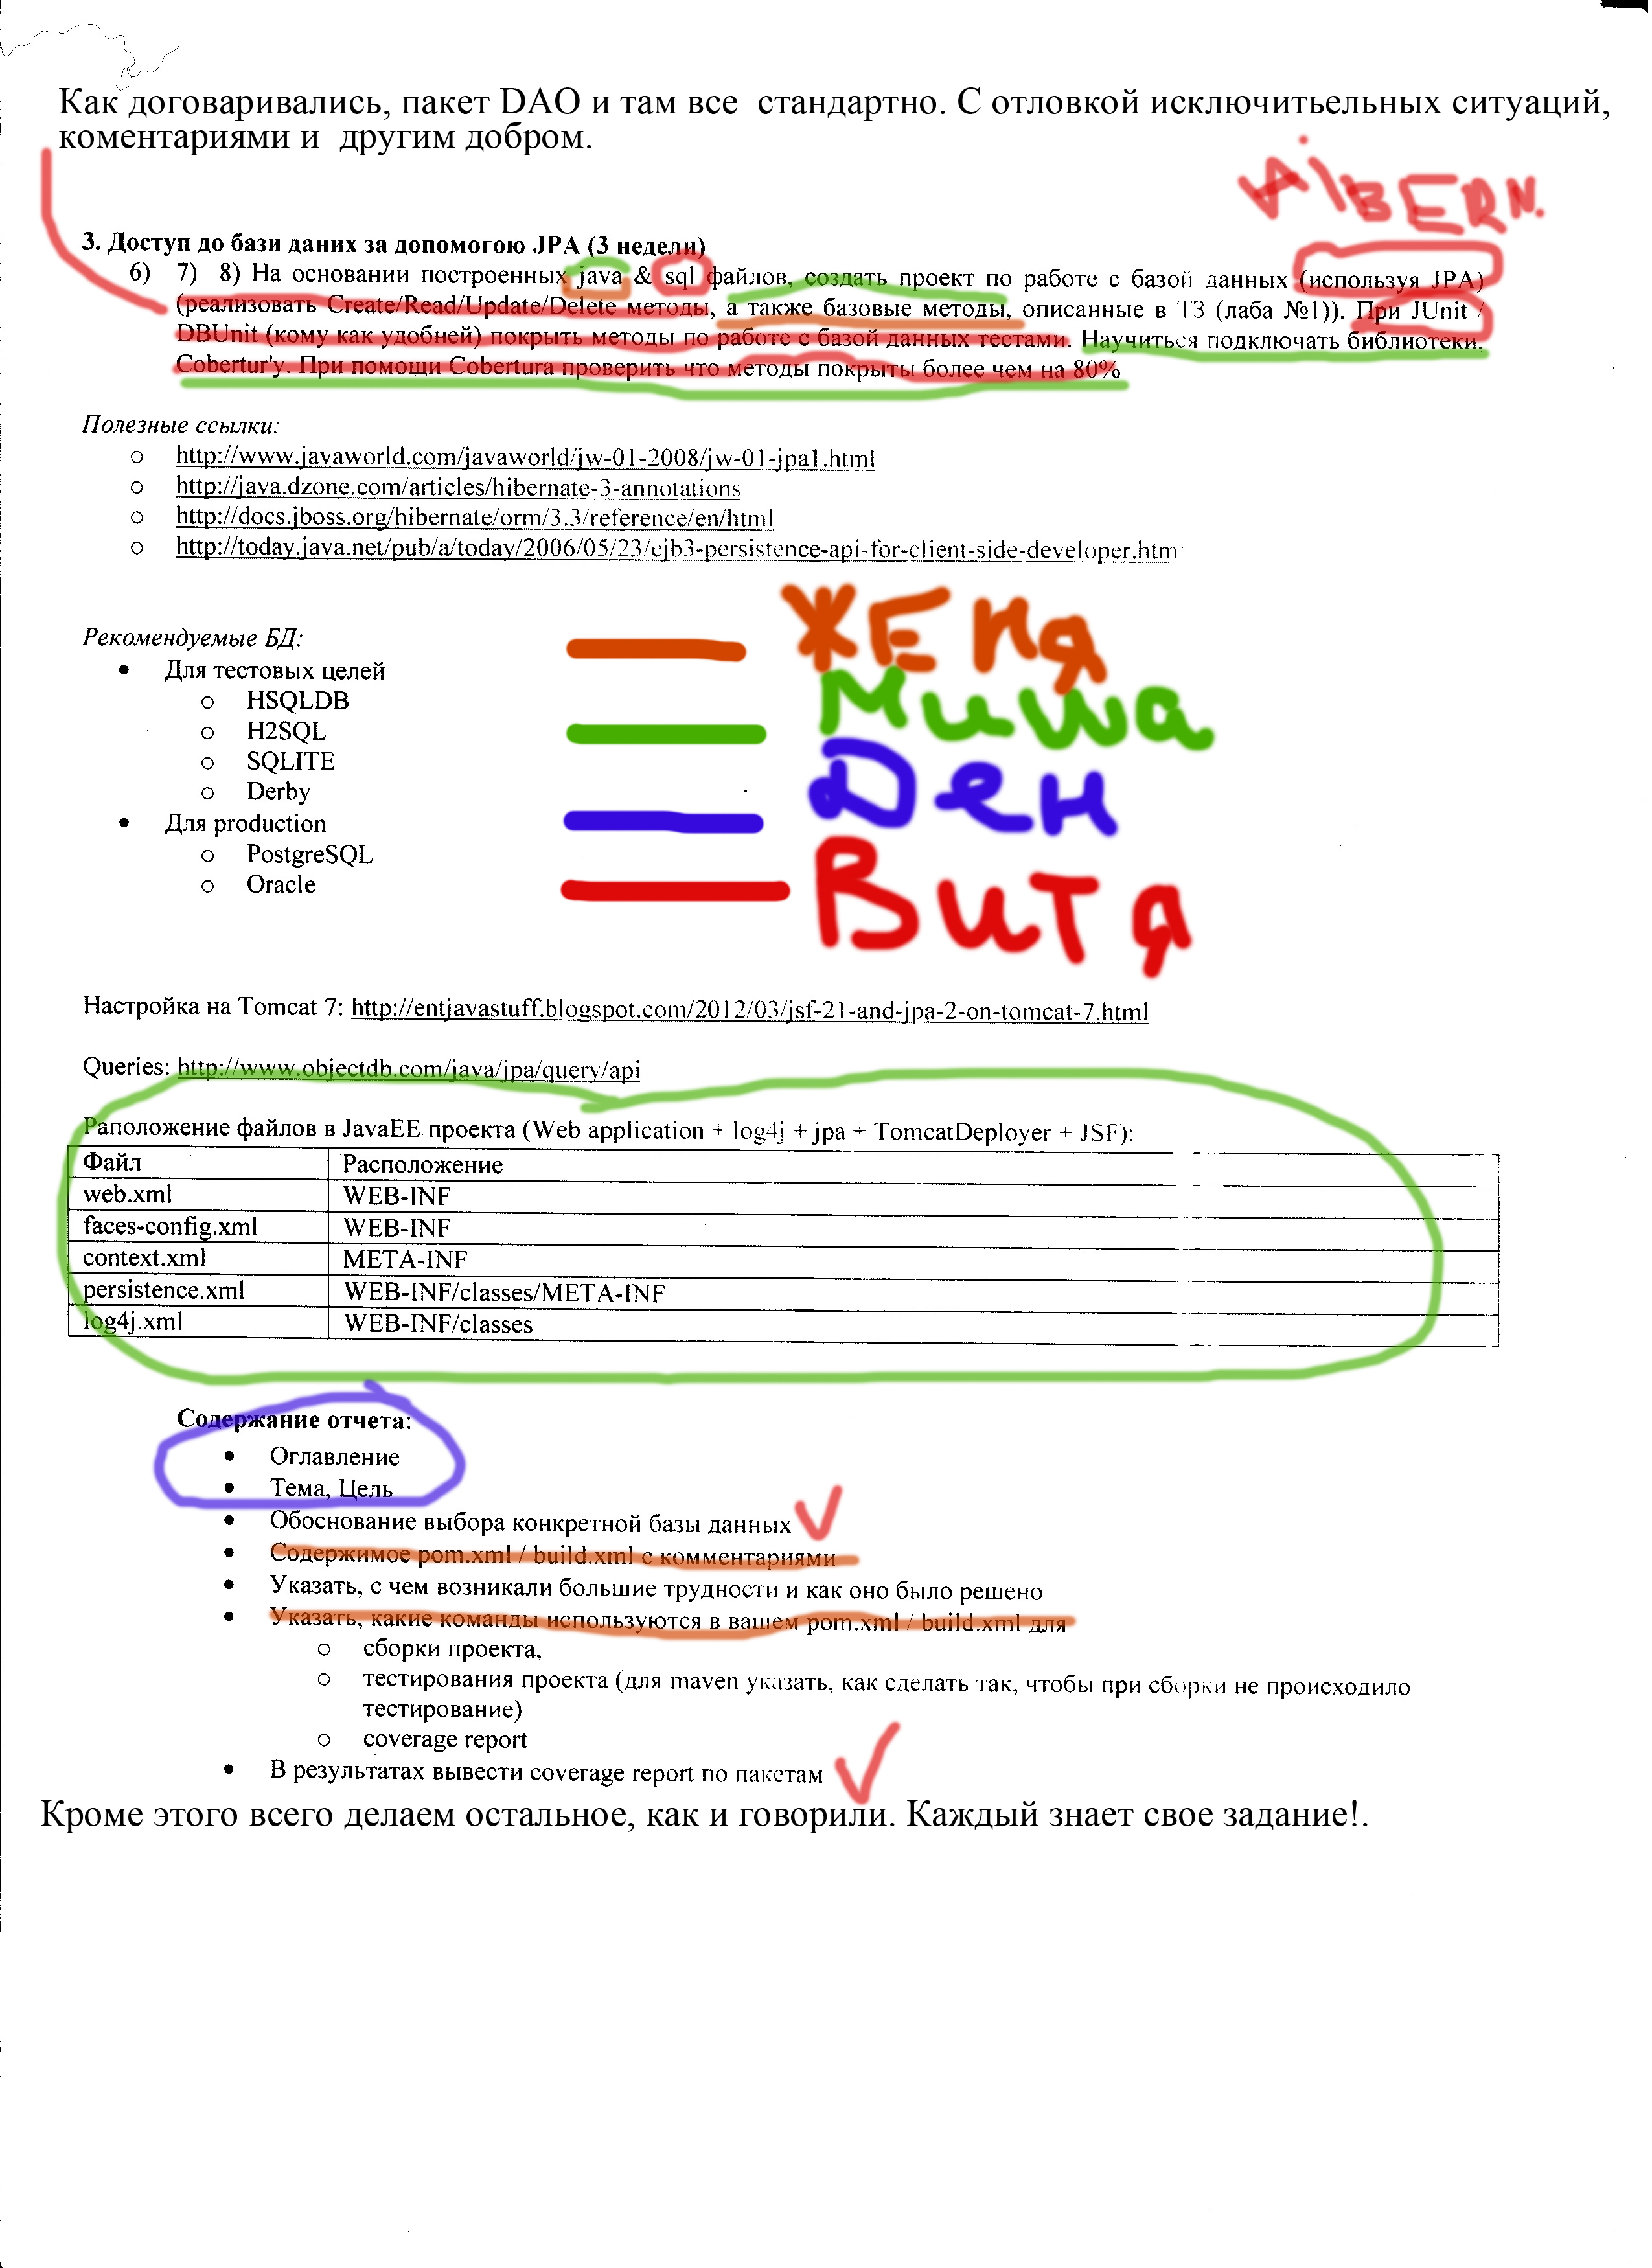 Как договаривались, пакет DAO и там все стандартно. С отловкой исключитьельных ситуаций,
коментариями и другим добром.
3. Доступ до бази даних за допомогою JPA (3 недели)
6) 7) 8) На основании построенных java & sql файлов, создать проект по работе с базой данных (используя JPA)
(реализовать Create/Read/Update/Delete методы, а также базовые методы, описанные в ТЗ (лаба №1)). При JUnit /
DBUnit (кому как удобней) покрыть методы по работе с базой данных тестами. Научиться подключать библиотеки,
Cobertur'у. При помощи Cobertura проверить что методы покрыты более чем на 80%
Полезные ссылки:
○ http://www.javaworld.com/javaworld/jw-01-2008/jw-01-jpa1.html
○ http://java.dzone.com/articles/hibernate-3-annotations
○ http://docs.jboss.org/hibernate/orm/3.3/reference/en/html
○ http://today.java.net/pub/a/today/2006/05/23/ejb3-persistence-api-for-client-side-developer.htm
ЖЕНЯ
Миша
Ден
Витя
Рекомендуемые БД:
• Для тестовых целей
○ HSQLDB
○ H2SQL
○ SQLITE
○ Derby
• Для production
○ PostgreSQL
○ Oracle
Настройка на Tomcat 7: http://entjavastuff.blogspot.com/2012/03/jsf-21-and-jpa-2-on-tomcat-7.html
Queries: http://www.objectdb.com/java/jpa/query/api
Раположение файлов в JavaEE проекта (Web application + log4j + jpa + TomcatDeployer + JSF):
Файл Расположение
web.xml WEB-INF
faces-config.xml WEB-INF
context.xml META-INF
persistence.xml WEB-INF/classes/META-INF
log4j.xml WEB-INF/classes
Содержание отчета:
• Оглавление
• Тема, Цель
• Обоснование выбора конкретной базы данных
• Содержимое pom.xml / build.xml с комментариями
• Указать, с чем возникали большие трудности и как оно было решено
• Указать, какие команды используются в вашем pom.xml / build.xml для
○ сборки проекта,
○ тестирования проекта (для maven указать, как сделать так, чтобы при сборки не происходило
тестирование)
○ coverage report
• В результатах вывести coverage report по пакетам
Кроме этого всего делаем остальное, как и говорили. Каждый знает свое задание!.